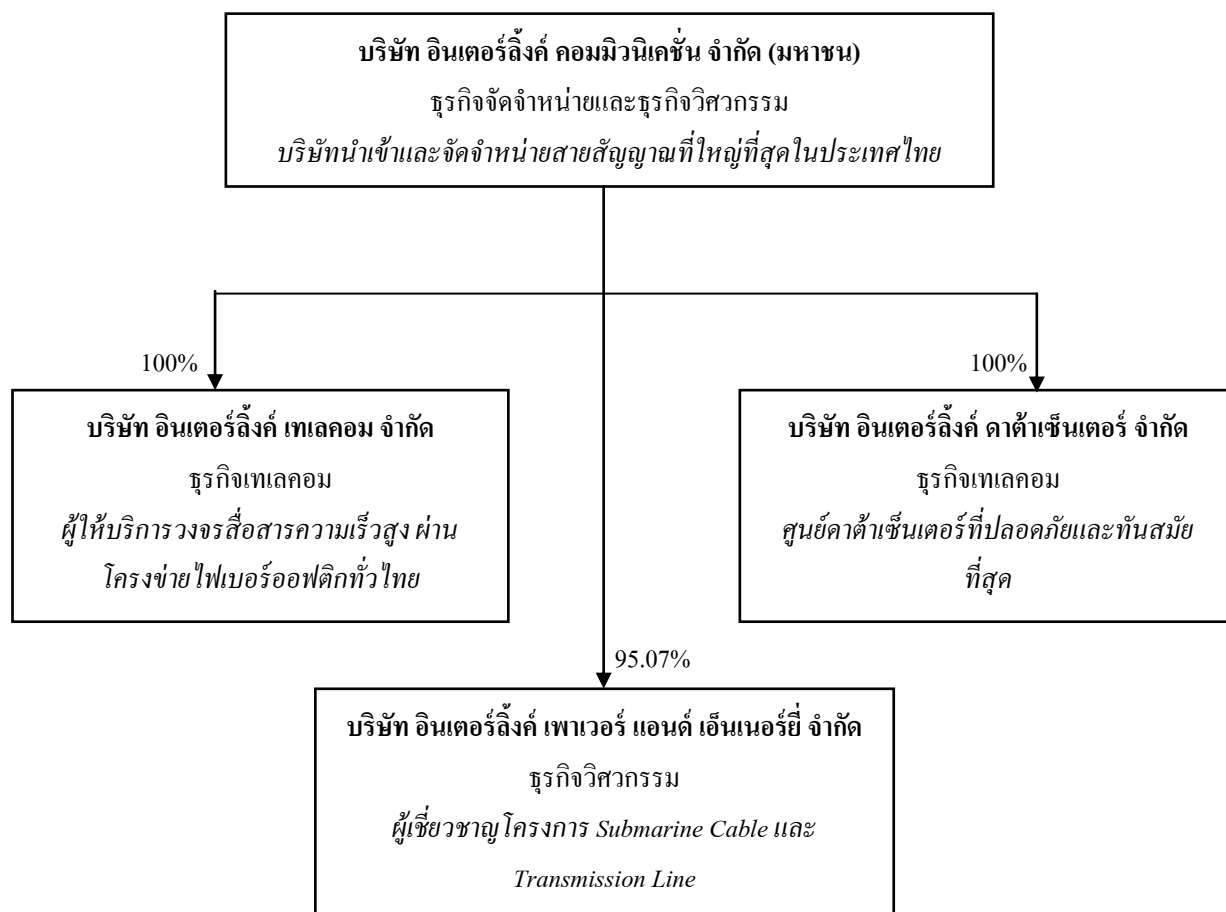 บริษัท อินเตอร์ลิ้งค์ คอมมิวนิเคชั่น จำกัด (มหาชน)
ธุรกิจจัดจำหน่ายและธุรกิจวิศวกรรม
บริษัทนำเข้าและจัดจำหน่ายสายสัญญาณที่ใหญ่ที่สุดในประเทศไทย
100%
บริษัท อินเตอร์ลิ้งค์ เทเลคอม จำกัด
ธุรกิจเทเลคอม
ผู้ให้บริการวงจรสื่อสารความเร็วสูง ผ่าน
โครงข่ายไฟเบอร์ออฟติกทั่วไทย
100%
บริษัท อินเตอร์ลิ้งค์ ดาต้าเซ็นเตอร์ จำกัด
ธุรกิจเทเลคอม
ศูนย์ดาต้าเซ็นเตอร์ที่ปลอดภัยและทันสมัย
ที่สุด
95.07%
บริษัท อินเตอร์ลิ้งค์ เพาเวอร์ แอนด์ เอ็นเนอร์ยี่ จำกัด
ธุรกิจวิศวกรรม
ผู้เชี่ยวชาญโครงการ Submarine Cable และ
Transmission Line